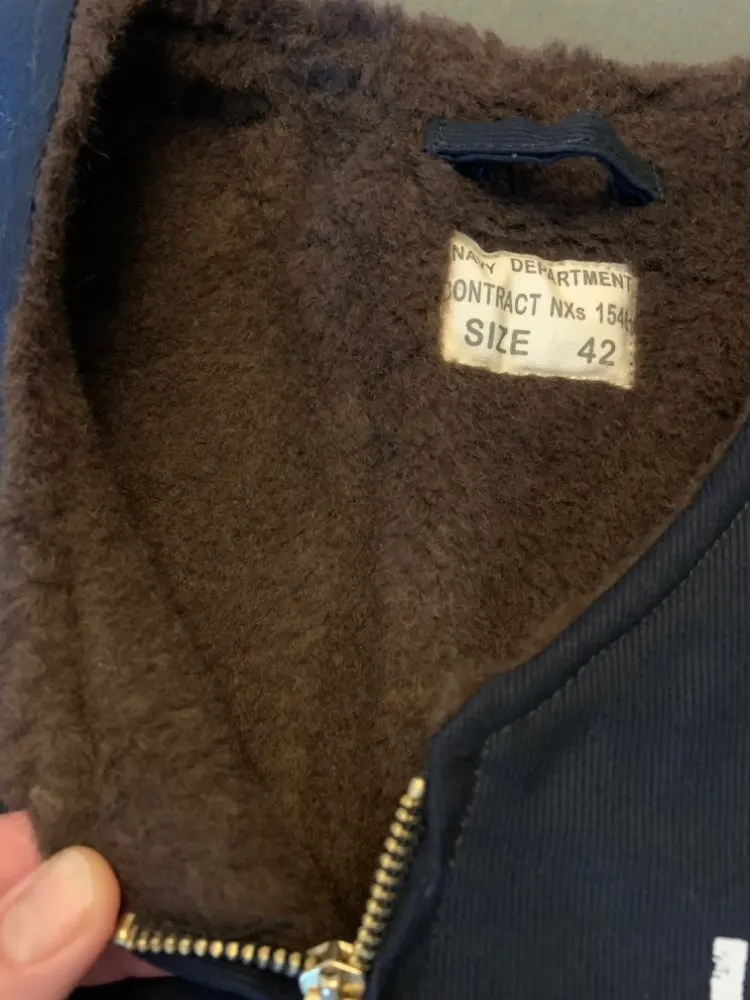 NAVY DEPARTMENT
CONTRACT NXs
SIZE 42